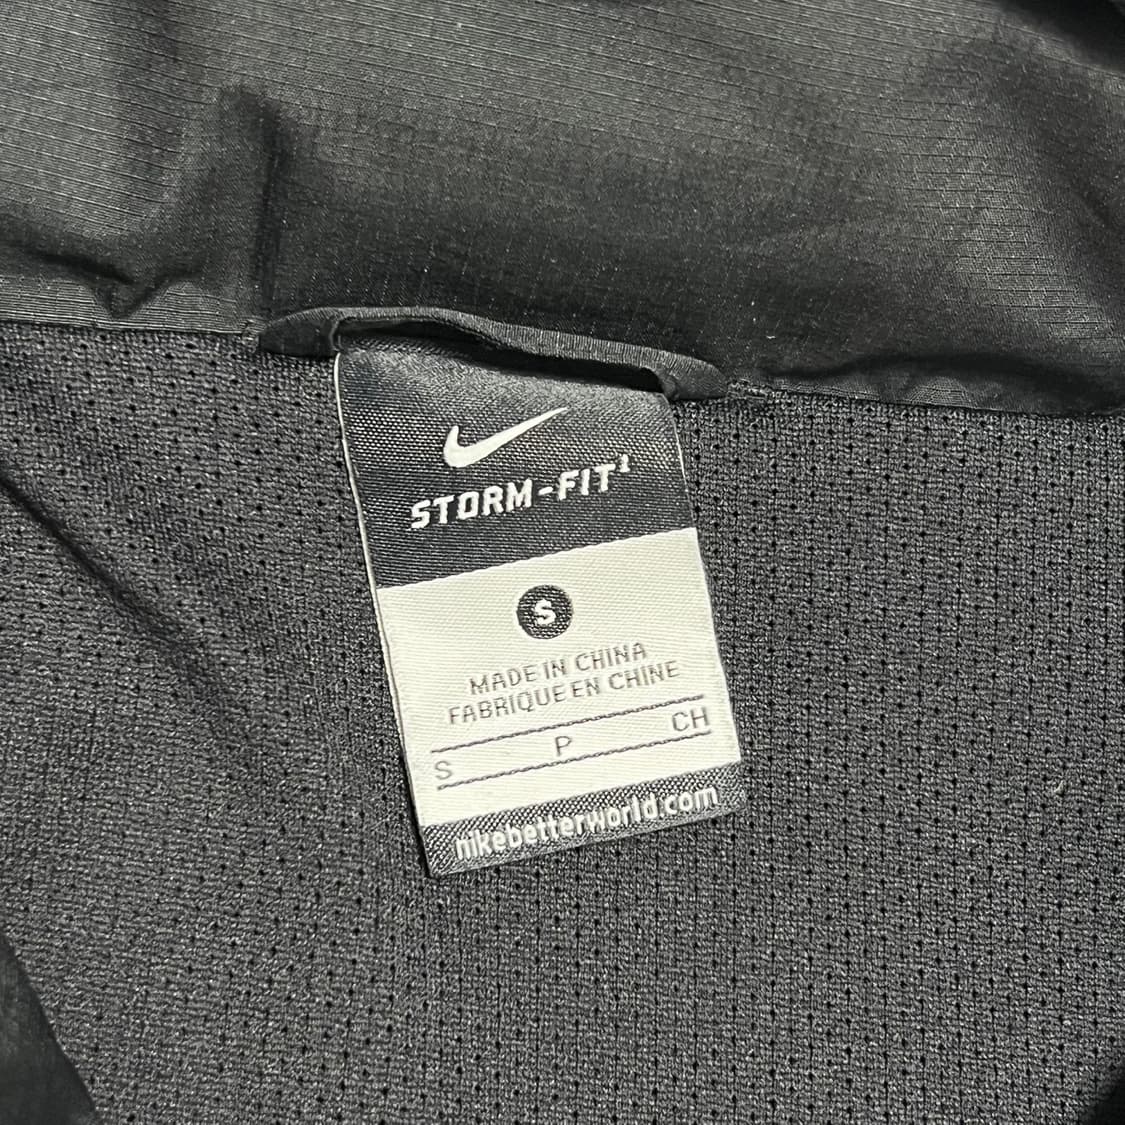 STORM-FIT¹
S
MADE IN CHINA
FABRIQUE EN CHINE
S P CH
nikebetterworld.com